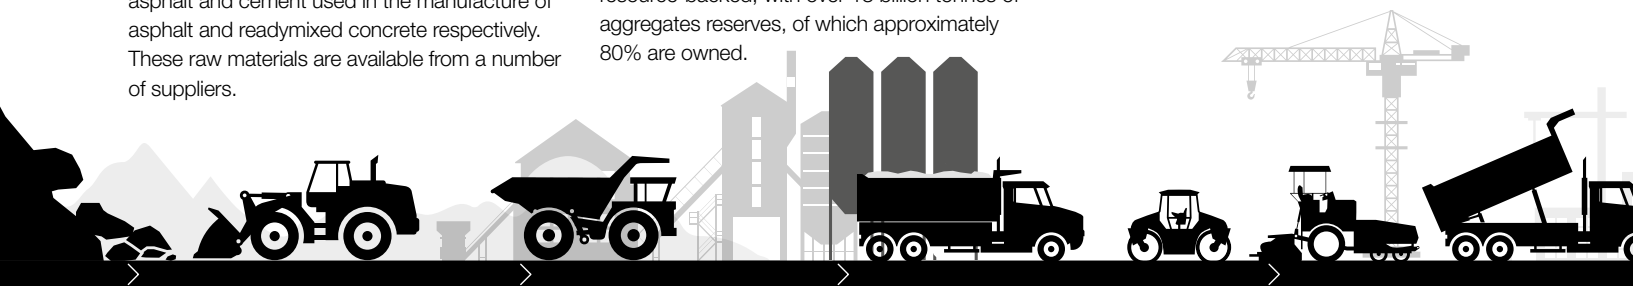 asphalt and cement used in the manufacture of
asphalt and readymixed concrete respectively.
These raw materials are available from a number
of suppliers.
aggregates reserves, of which approximately
80% are owned.